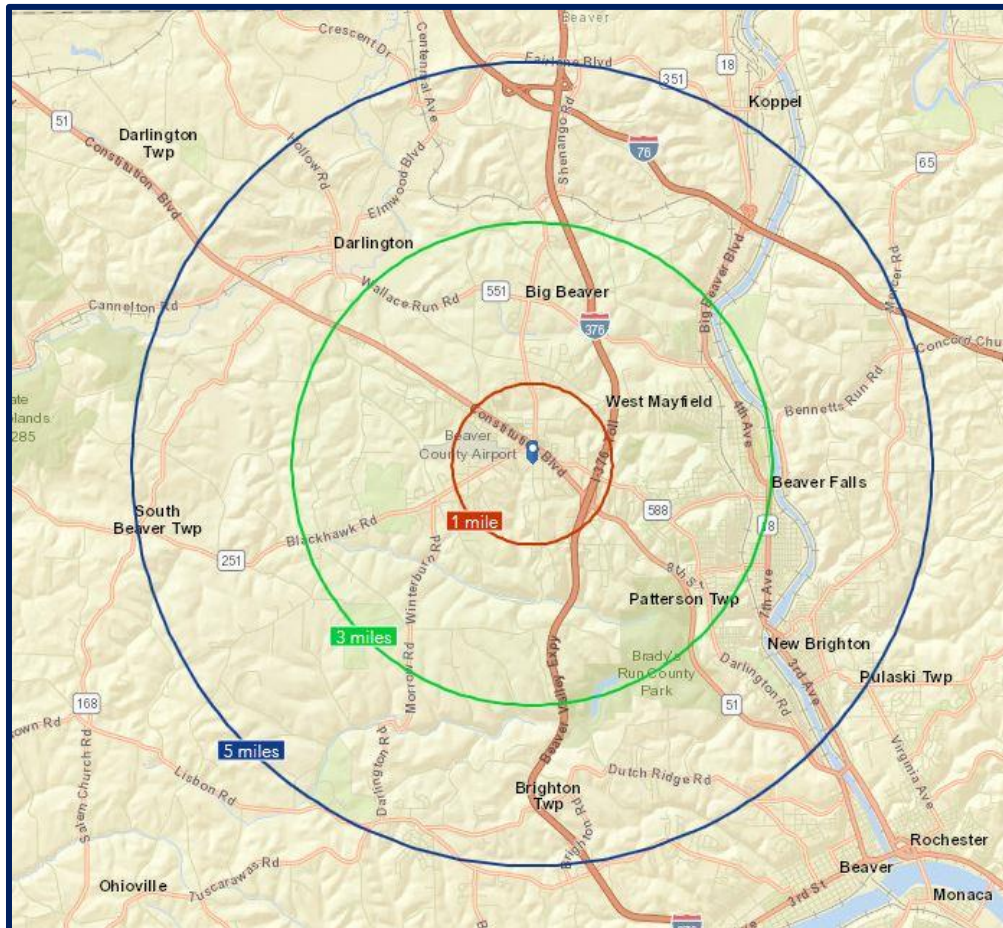 Beaver
Crescent Dr
Centennial Ave
Fairlane Blvd
351
18
Koppel
51
Darlington
Twp
Constitution Blvd
Hollow Rd
Elmwood Blvd
Shenango Rd
76
65
Mercer Rd
Darlington
Cannelton Rd
Wallace Run Rd
551
Big Beaver
376
Big Beaver Blvd
Concord Chu
ate
elands
285
West Mayfield
Bennetts Run Rd
4th Ave
Constitution Blvd
Beaver
County Airport
I-376 Toll
Beaver Falls
South
Beaver Twp
1 mile
588
18
Blackhawk Rd
251
Winterburn Rd
8th St
7th Ave
Patterson Twp
3 miles
New Brighton
Brady's
Run County
Park
Pulaski Twp
Morrow Rd
Beaver Valley Expy
Darlington Rd
3rd Ave
168
51
town Rd
5 miles
Salem Church Rd
Lisbon Rd
Darlington Rd
Dutch Ridge Rd
Virginia Ave
Brighton
Twp
Brighton Rd
Rochester
Beaver
Ohioville
Tuscarawas Rd
3rd St
Monaca